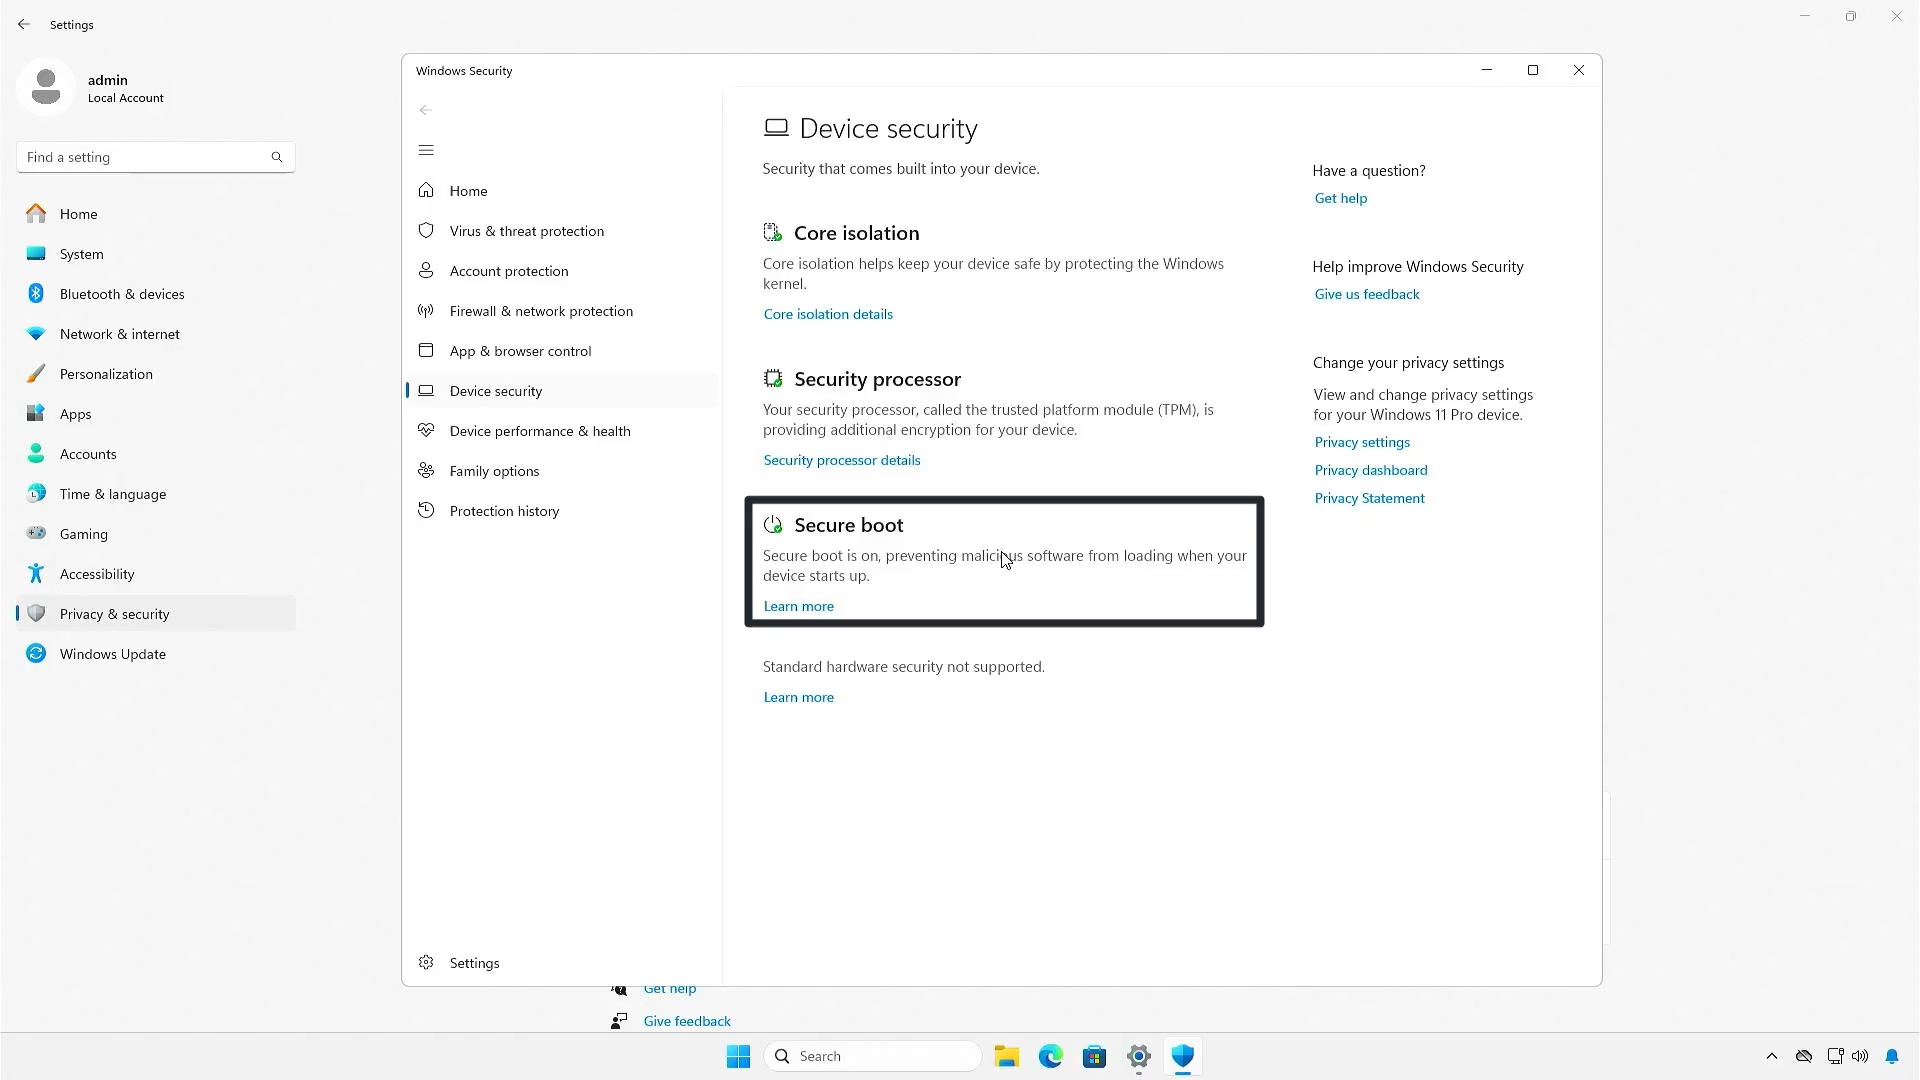 Settings
admin
Local Account
Find a setting
Home
System
Bluetooth & devices
Network & internet
Personalization
Apps
Accounts
Time & language
Gaming
Accessibility
Privacy & security
Windows Update
Windows Security
Home
Virus & threat protection
Account protection
Firewall & network protection
App & browser control
Device security
Device performance & health
Family options
Protection history
Settings
Device security
Security that comes built into your device.
Core isolation
Core isolation helps keep your device safe by protecting the Windows
kernel.
Core isolation details
Security processor
Your security processor, called the trusted platform module (TPM), is
providing additional encryption for your device.
Security processor details
Secure boot
Secure boot is on, preventing malicious software from loading when your
device starts up.
Learn more
Standard hardware security not supported.
Learn more
Have a question?
Get help
Help improve Windows Security
Give us feedback
Change your privacy settings
View and change privacy settings
for your Windows 11 Pro device.
Privacy settings
Privacy dashboard
Privacy Statement
Get help
Give feedback
Search